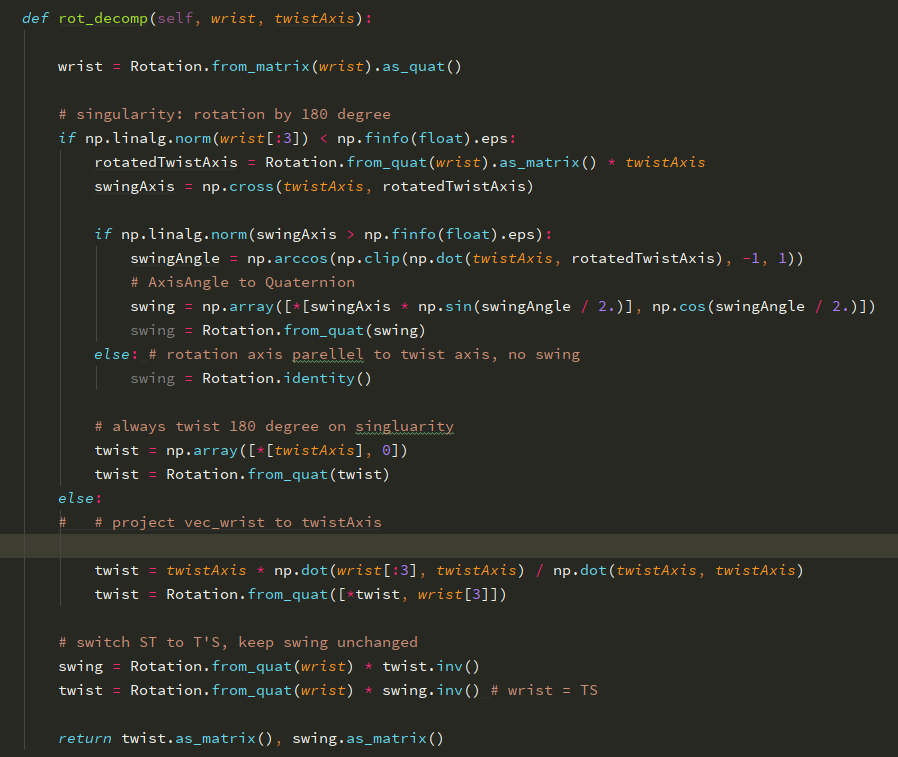 def rot_decomp(self, wrist, twistAxis):
wrist = Rotation.from_matrix(wrist).as_quat()
# singularity: rotation by 180 degree
if np.linalg.norm(wrist[:3]) < np.finfo(float).eps:
rotatedTwistAxis = Rotation.from_quat(wrist).as_matrix() * twistAxis
swingAxis = np.cross(twistAxis, rotatedTwistAxis)
if np.linalg.norm(swingAxis > np.finfo(float).eps):
swingAngle = np.arccos(np.clip(np.dot(twistAxis, rotatedTwistAxis), -1, 1))
# AxisAngle to Quaternion
swing = np.array([*[swingAxis * np.sin(swingAngle / 2.)], np.cos(swingAngle / 2.)])
swing = Rotation.from_quat(swing)
else: # rotation axis parellel to twist axis, no swing
swing = Rotation.identity()
# always twist 180 degree on singluarity
twist = np.array([*[twistAxis], 0])
twist = Rotation.from_quat(twist)
else:
# # project vec_wrist to twistAxis
twist = twistAxis * np.dot(wrist[:3], twistAxis) / np.dot(twistAxis, twistAxis)
twist = Rotation.from_quat([*twist, wrist[3]])
# switch ST to T'S, keep swing unchanged
swing = Rotation.from_quat(wrist) * twist.inv()
twist = Rotation.from_quat(wrist) * swing.inv() # wrist = TS
return twist.as_matrix(), swing.as_matrix()